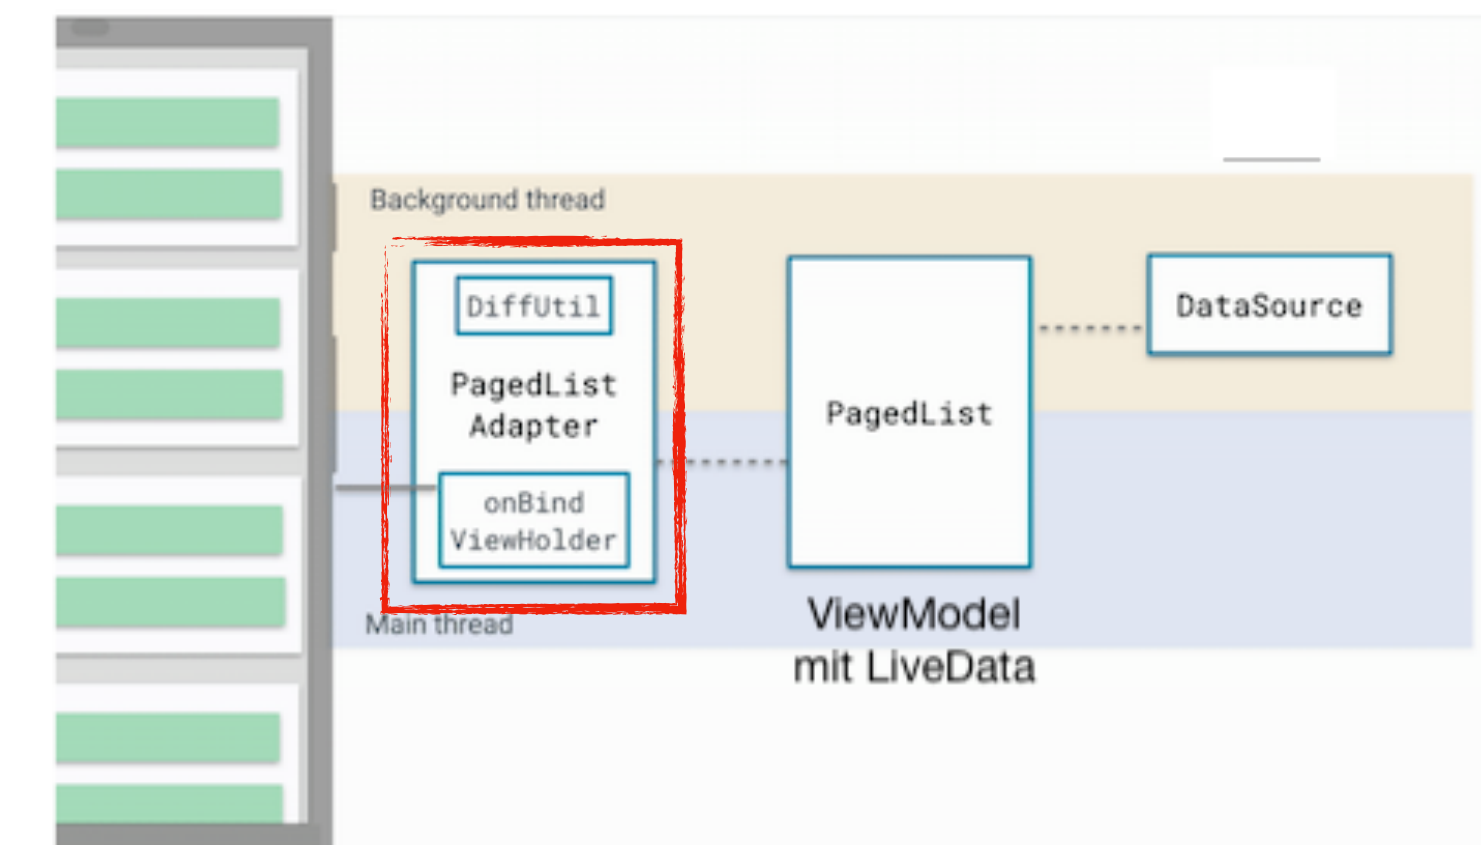 Background thread
DiffUtil
PagedList
Adapter
onBind
ViewHolder
PagedList
DataSource
Main thread
ViewModel
mit LiveData